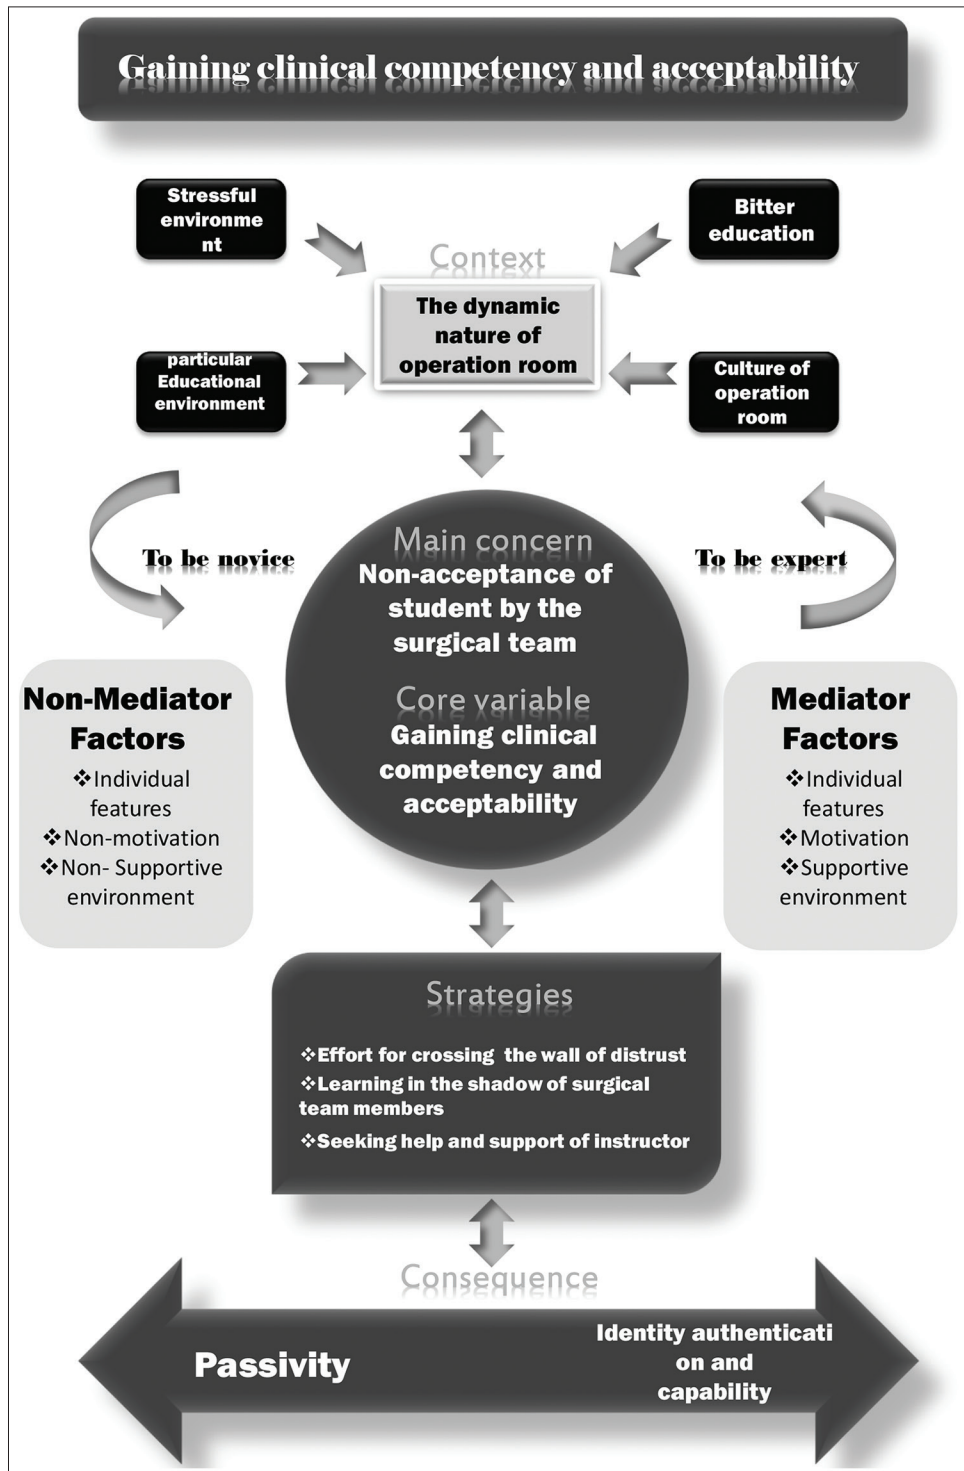 Gaining clinical competency and acceptability
Stressful
environme
nt
Bitter
education
Context
The dynamic
nature of
operation room
particular
Educational
environment
Culture of
operation
room
To be novice
To be expert
Main concern
Non-acceptance of
student by the
surgical team
Core variable
Gaining clinical
competency and
acceptability
Non-Mediator
Factors
❖Individual
features
❖Non-motivation
❖Non- Supportive
environment
Mediator
Factors
❖Individual
features
❖Motivation
❖Supportive
environment
Strategies
❖Effort for crossing the wall of distrust
❖Learning in the shadow of surgical
team members
❖Seeking help and support of instructor
Consequence
Passivity
Identity authenticati
on and
capability